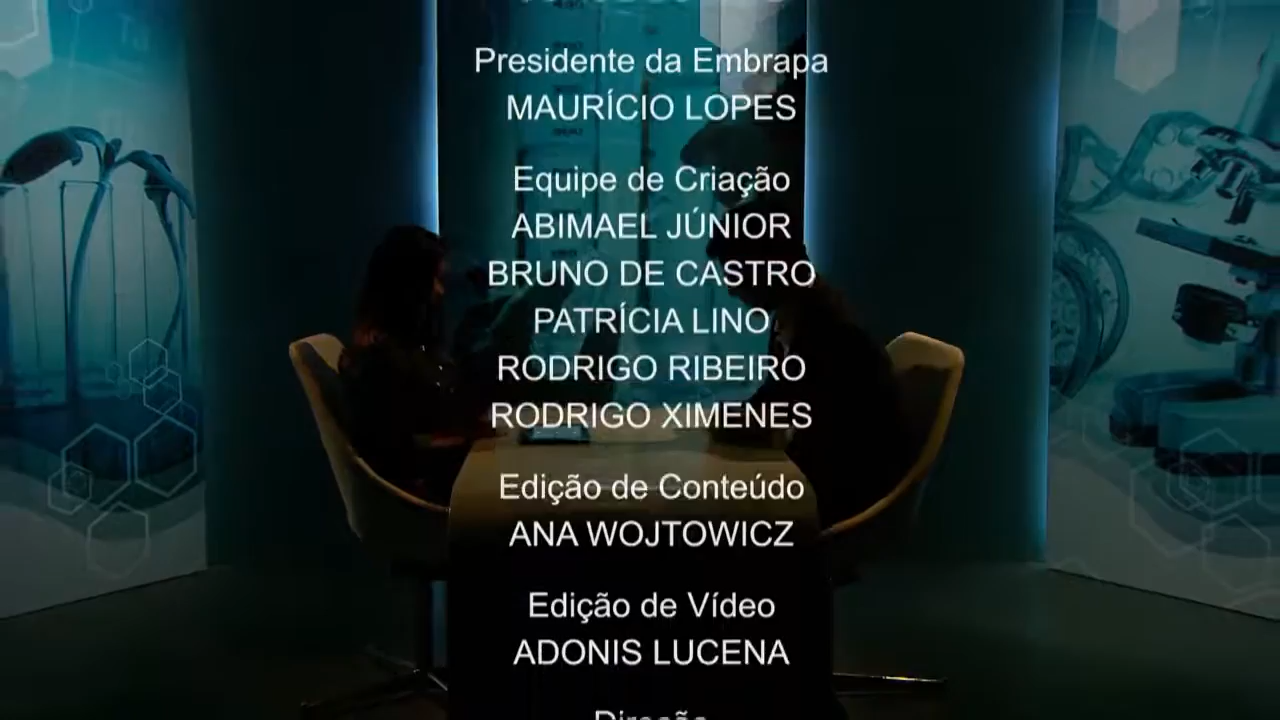 Presidente da Embrapa
MAURÍCIO LOPES
Equipe de Criação
ABIMAEL JÚNIOR
BRUNO DE CASTRO
PATRÍCIA LINO
RODRIGO RIBEIRO
RODRIGO XIMENES
Edição de Conteúdo
ANA WOJTOWICZ
Edição de Vídeo
ADONIS LUCENA
Direção